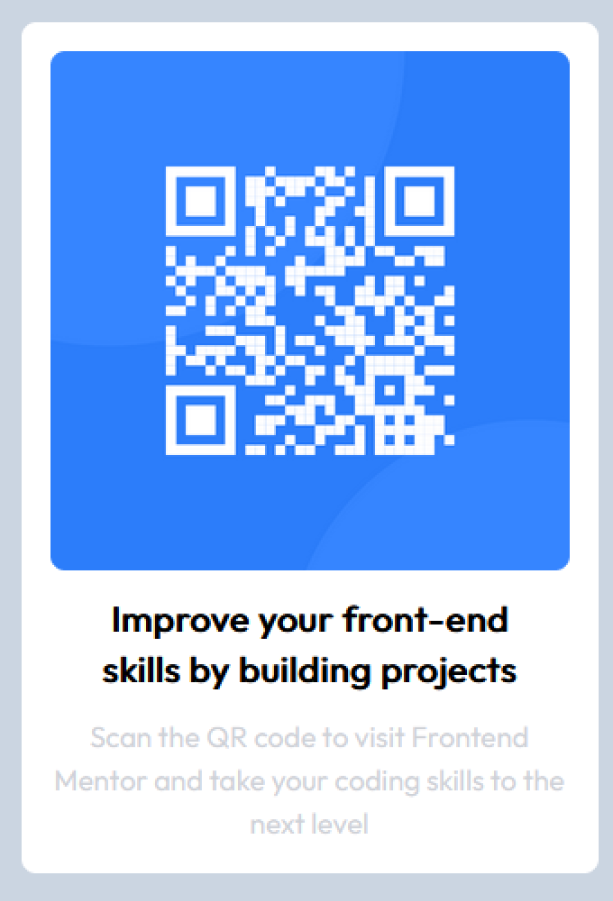 Improve your front-end
skills by building projects
Scan the QR code to visit Frontend
Mentor and take your coding skills to the
next level